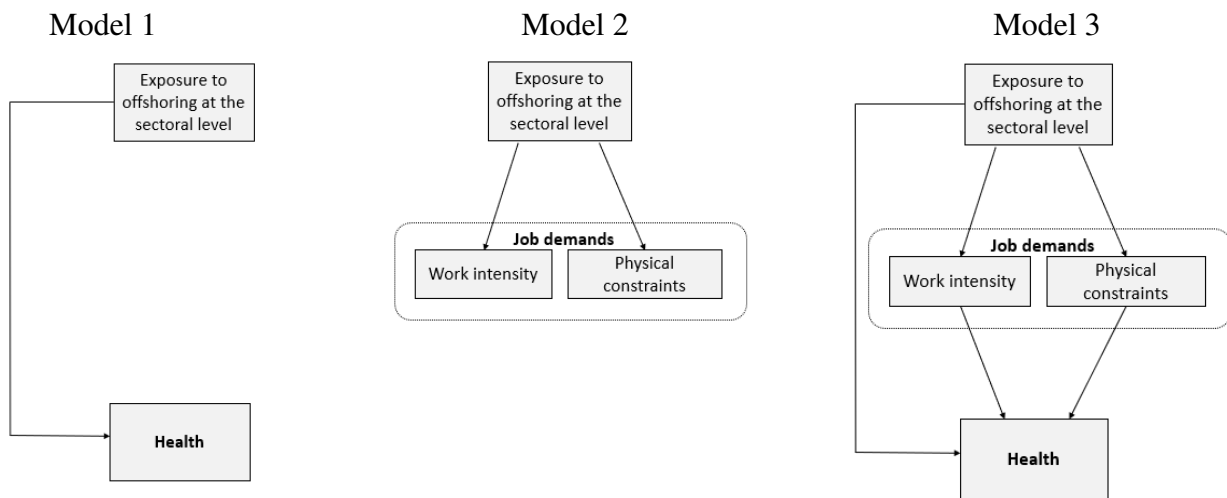 Model 1
Exposure to
offshoring at the
sectoral level
Health
Model 2
Exposure to
offshoring at the
sectoral level
Job demands
Work intensity
Physical
constraints
Model 3
Exposure to
offshoring at the
sectoral level
Job demands
Work intensity
Physical
constraints
Health